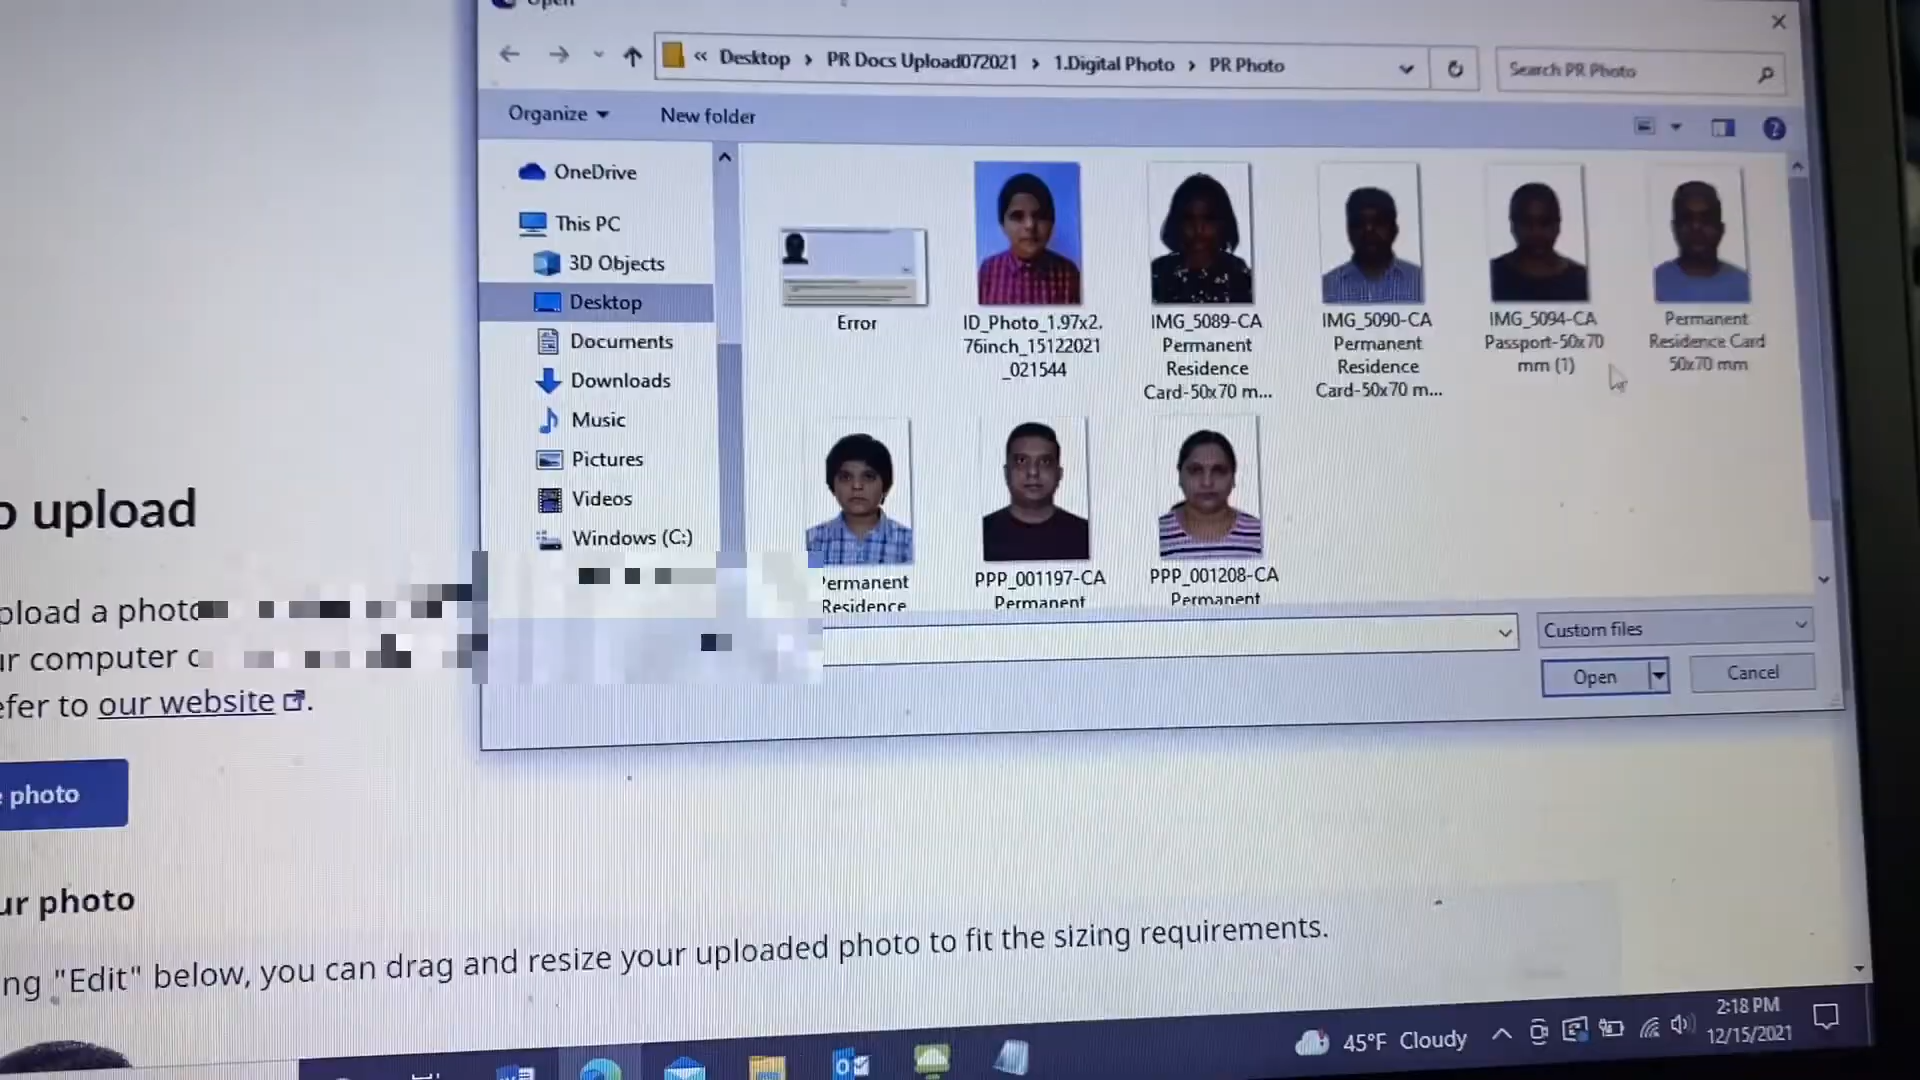 Open
« Desktop › PR Docs Upload072021 › 1.Digital Photo › PR Photo
Search PR Photo
Organize
New folder
OneDrive
This PC
3D Objects
Desktop
Documents
Downloads
Music
Pictures
Videos
Windows (C:)
Error
ID_Photo_1.97x2.
76inch_15122021
_021544
IMG_5089-CA
Permanent
Residence
Card-50x70 m...
IMG_5090-CA
Permanent
Residence
Card-50x70 m...
IMG_5094-CA
Passport-50x70
mm (1)
Permanent
Residence Card
50x70 mm
Permanent
Residence
PPP_001197-CA
Permanent
PPP_001208-CA
Permanent
Custom files
Open
Cancel
o upload
pload a photo
ur computer
efer to our website.
e photo
ur photo
ng "Edit" below, you can drag and resize your uploaded photo to fit the sizing requirements.
45°F Cloudy
2:18 PM
12/15/2021